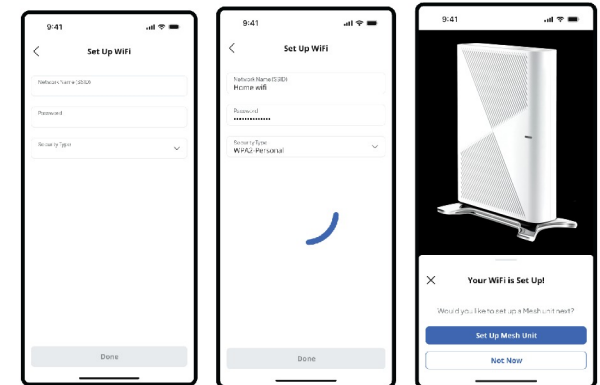 9:41
Set Up WiFi
Network Name (SSID)
Password
Security Type
Done
9:41
Set Up WiFi
Network Name (SSID)
Home wifi
Password
••••••••••••••
Security Type
WPA2-Personal
Done
9:41
Your WiFi is Set Up!
Would you like to set up a Mesh unit next?
Set Up Mesh Unit
Not Now